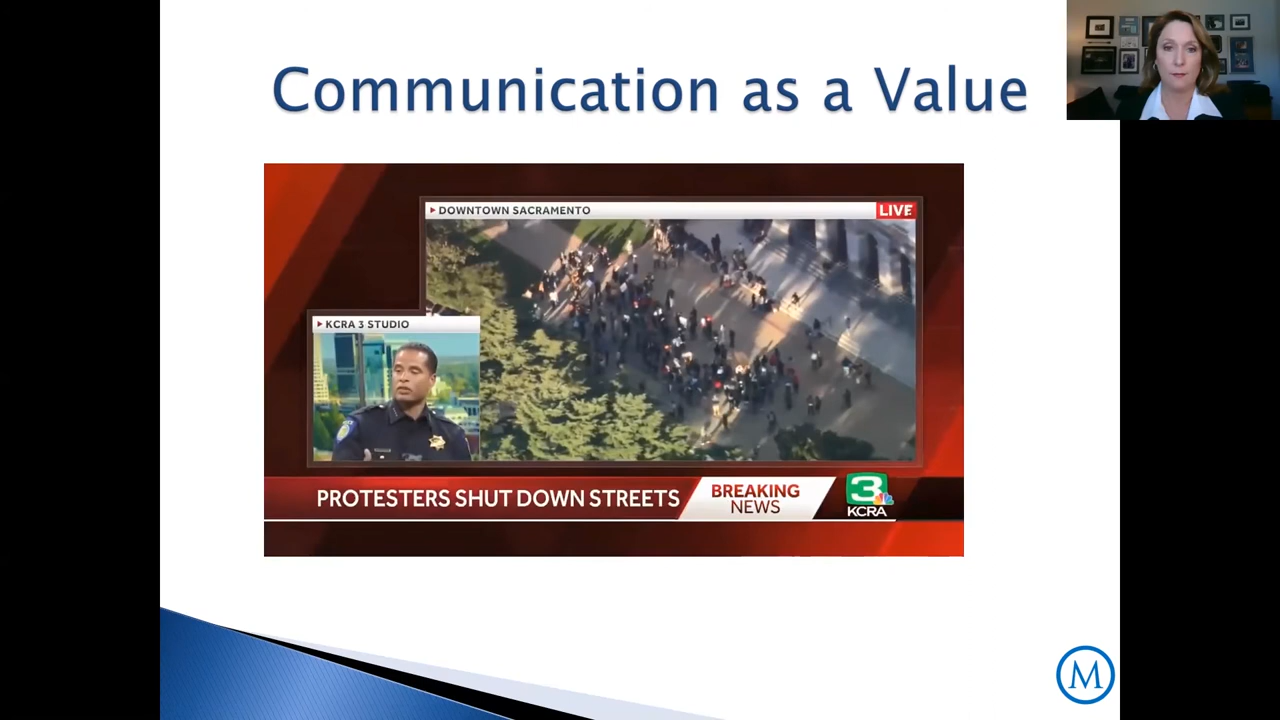 Communication as a Value
DOWNTOWN SACRAMENTO
LIVE
KCRA 3 STUDIO
PROTESTERS SHUT DOWN STREETS
BREAKING
NEWS
3
KCRA
M